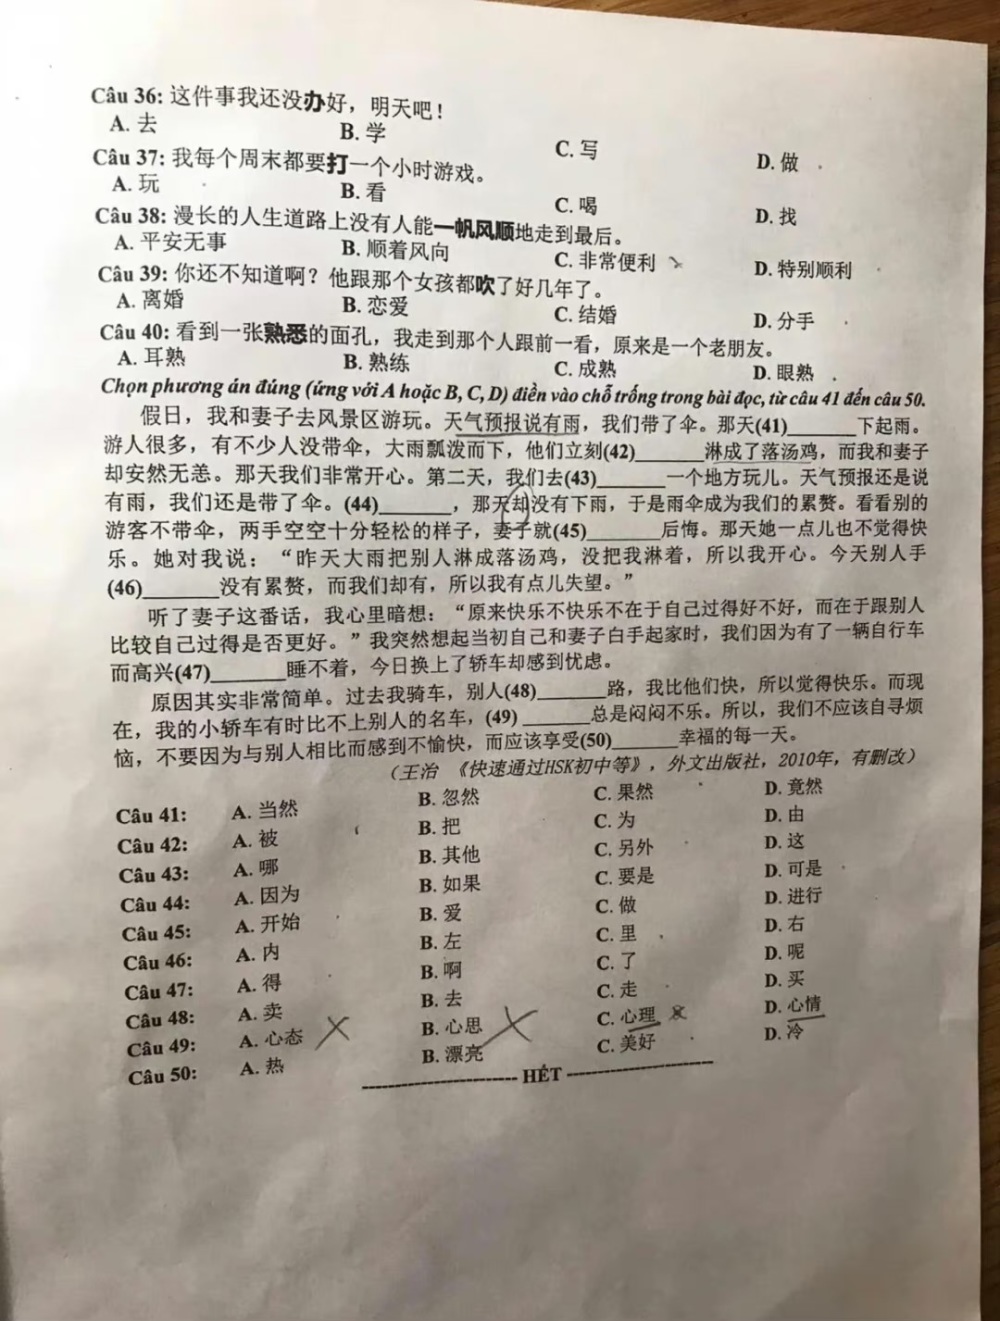 Câu 36: 这件事我还没办好，明天吧！
A. 去 B. 学 C. 写 D. 做
Câu 37: 我每个周末都要打一个小时游戏。
A. 玩 B. 看 C. 喝 D. 找
Câu 38: 漫长的人生道路上没有人能一帆风顺地走到最后。
A. 平安无事 B. 顺着风向 C. 非常便利 D. 特别顺利
Câu 39: 你还不知道啊？他跟那个女孩都吹了好几年了。
A. 离婚 B. 恋爱 C. 结婚 D. 分手
Câu 40: 看到一张熟悉的面孔，我走到那个人跟前一看，原来是一个老朋友。
A. 耳熟 B. 熟练 C. 成熟 D. 眼熟
Chọn phương án đúng (ứng với A hoặc B, C, D) điền vào chỗ trống trong bài đọc, từ câu 41 đến câu 50.
假日，我和妻子去风景区游玩。天气预报说有雨，我们带了伞。那天(41)______下起雨。
游人很多，有不少人没带伞，大雨瓢泼而下，他们立刻(42)______淋成了落汤鸡，而我和妻子
却安然无恙。那天我们非常开心。第二天，我们去(43)______一个地方玩儿。天气预报还是说
有雨，我们还是带了伞。(44)______，那天却没有下雨，于是雨伞成为我们的累赘。看看别的
游客不带伞，两手空空十分轻松的样子，妻子就(45)______后悔。那天她一点儿也不觉得快
乐。她对我说：“昨天大雨把别人淋成落汤鸡，没把我淋着，所以我开心。今天别人手
(46)______没有累赘，而我们却有，所以我有点儿失望。”
听了妻子这番话，我心里暗想：“原来快乐不快乐不在于自己过得好不好，而在于跟别人
比较自己过得是否更好。”我突然想起当初自己和妻子白手起家时，我们因为有了一辆自行车
而高兴(47)______睡不着，今日换上了轿车却感到忧虑。
原因其实非常简单。过去我骑车，别人(48)______路，我比他们快，所以觉得快乐。而现
在，我的小轿车有时比不上别人的名车，(49) ______总是闷闷不乐。所以，我们不应该自寻烦
恼，不要因为与别人相比而感到不愉快，而应该享受(50)______幸福的每一天。
（王治 《快速通过HSK初中等》，外文出版社，2010年，有删改）
Câu 41: A. 当然 B. 忽然 C. 果然 D. 竟然
Câu 42: A. 被 B. 把 C. 为 D. 由
Câu 43: A. 哪 B. 其他 C. 另外 D. 这
Câu 44: A. 因为 B. 如果 C. 要是 D. 可是
Câu 45: A. 开始 B. 爱 C. 做 D. 进行
Câu 46: A. 内 B. 左 C. 里 D. 右
Câu 47: A. 得 B. 啊 C. 了 D. 呢
Câu 48: A. 卖 B. 去 C. 走 D. 买
Câu 49: A. 心态 B. 心思 C. 心理 D. 心情
Câu 50: A. 热 B. 漂亮 C. 美好 D. 冷
---------------------- HẾT ----------------------